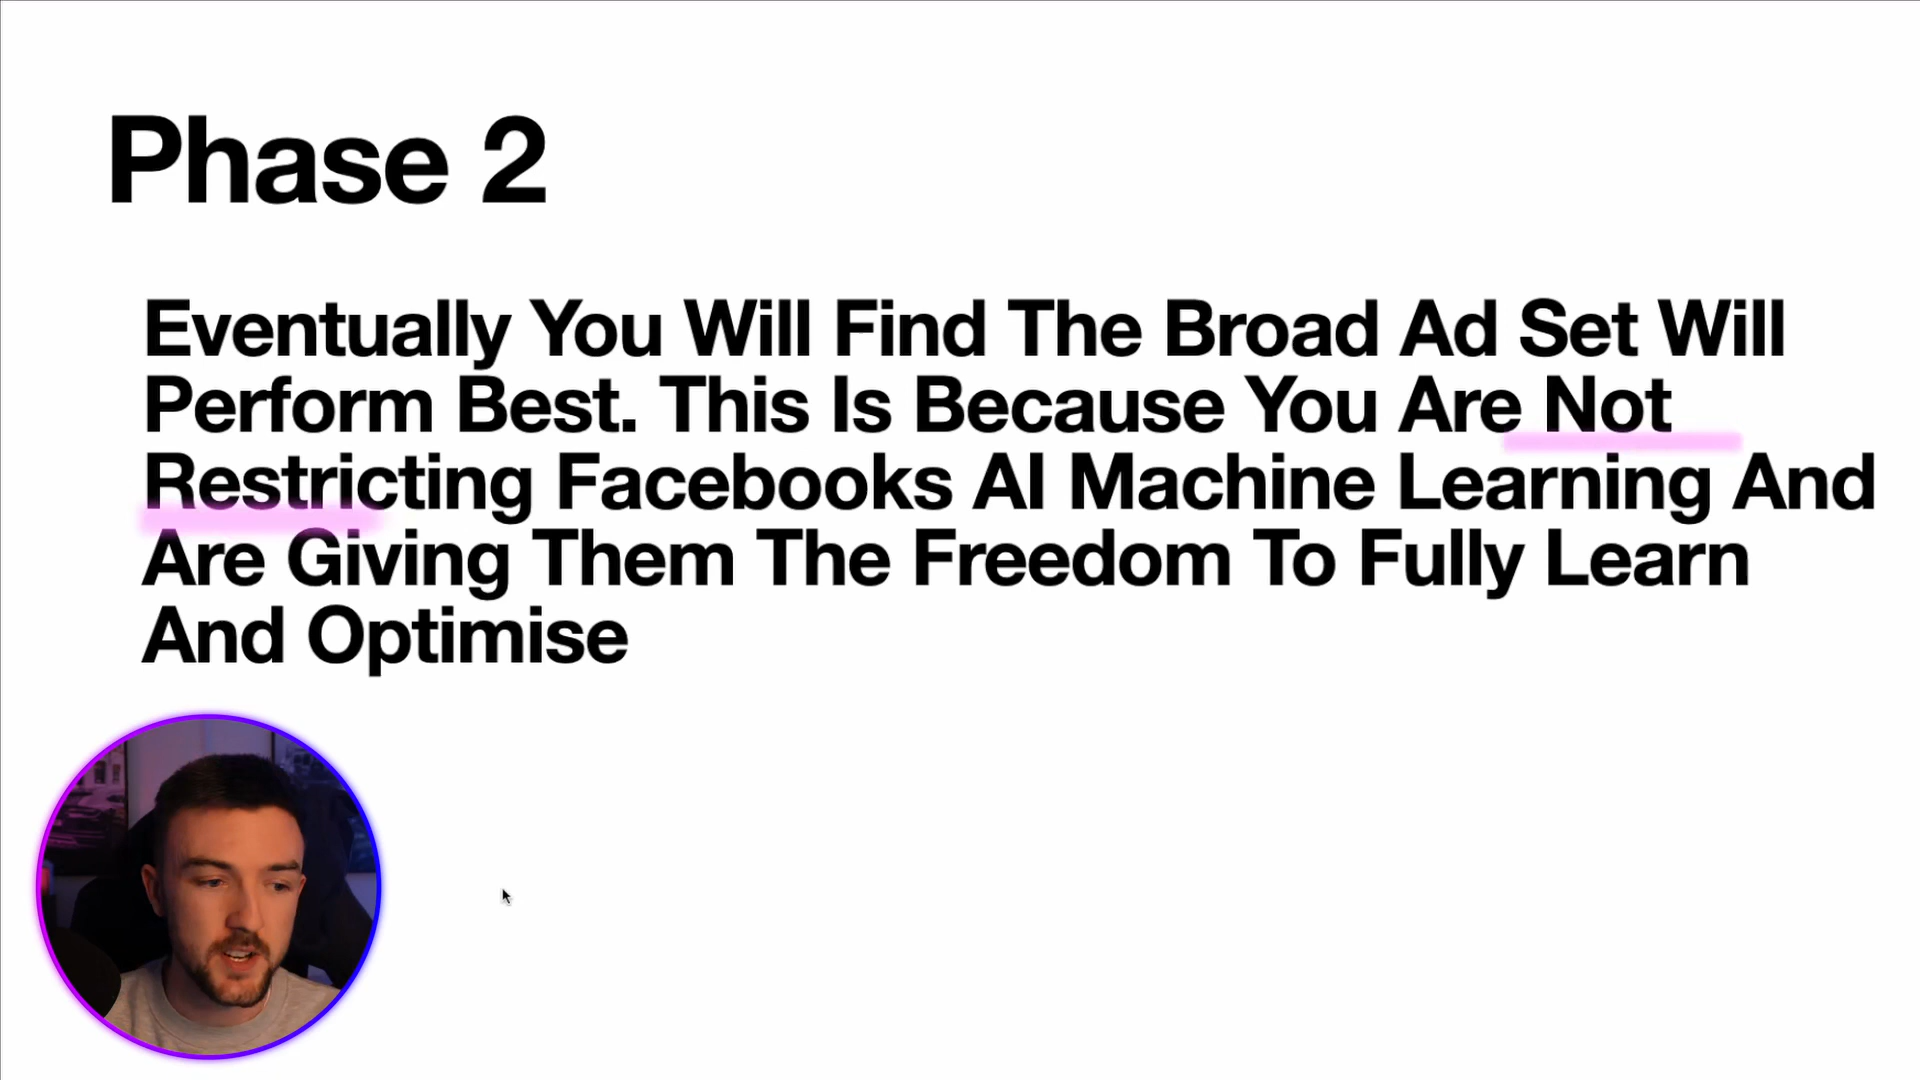 Phase 2
Eventually You Will Find The Broad Ad Set Will
Perform Best. This Is Because You Are Not
Restricting Facebooks AI Machine Learning And
Are Giving Them The Freedom To Fully Learn
And Optimise